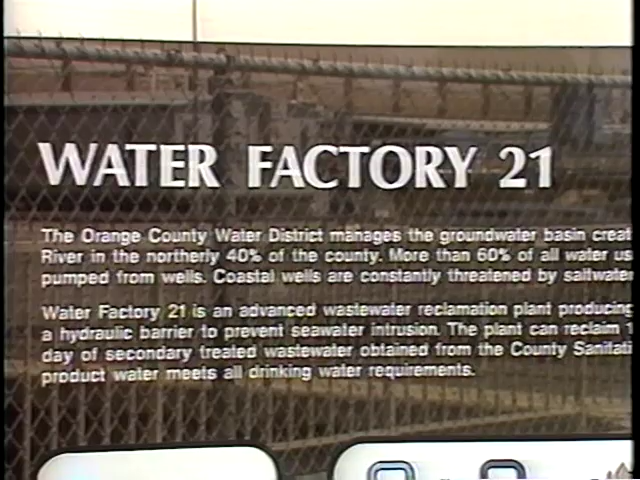 WATER FACTORY 21
The Orange County Water District manages the groundwater basin creat
River in the northerly 40% of the county. More than 60% of all water us
pumped from wells. Coastal wells are constantly threatened by saltwater
Water Factory 21 is an advanced wastewater reclamation plant producing
a hydraulic barrier to prevent seawater intrusion. The plant can reclaim 1
day of secondary treated wastewater obtained from the County Sanitati
product water meets all drinking water requirements.